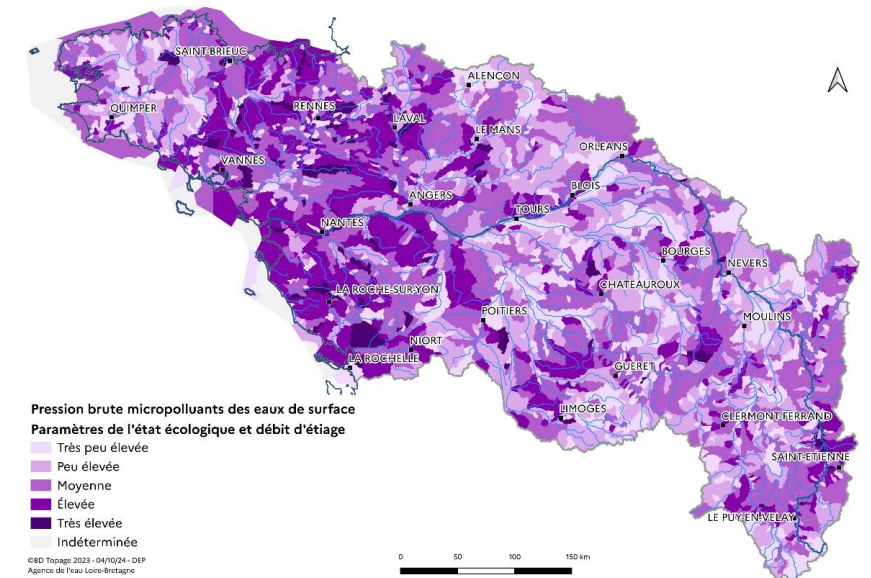 SAINT-BRIEUC
ALENCON
QUIMPER
RENNES
LAVAL
LE MANS
ORLEANS
VANNES
BLOIS
ANGERS
TOURS
NANTES
BOURGES
NEVERS
LA ROCHE-SUR-YON
CHATEAUROUX
POITIERS
MOULINS
NIORT
LA ROCHELLE
GUERET
LIMOGES
CLERMONT-FERRAND
SAINT-ETIENNE
LE PUY-EN-VELAY
Pression brute micropolluants des eaux de surface
Paramètres de l'état écologique et débit d'étiage
Très peu élevée
Peu élevée
Moyenne
Élevée
Très élevée
Indéterminée
©BD Topage 2023 - 04/10/24 - DEP
Agence de l'eau Loire-Bretagne
0 50 100 150 km